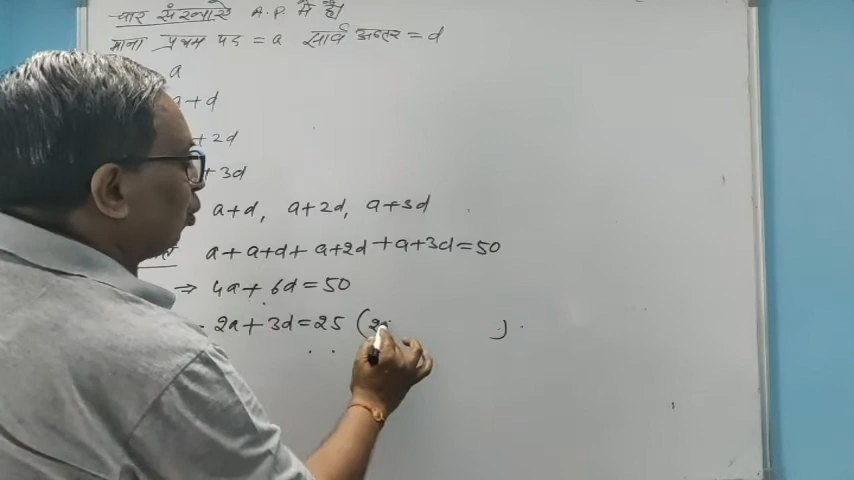 चार संख्याऐं A.P. में है।
माना प्रथम पद = a सार्व अन्तर = d
a
a + d
+ 2d
+ 3d
a+d, a+2d, a+3d
a + a+d + a+2d + a+3d = 50
⇒ 4a + 6d = 50
2a + 3d = 25 ( )